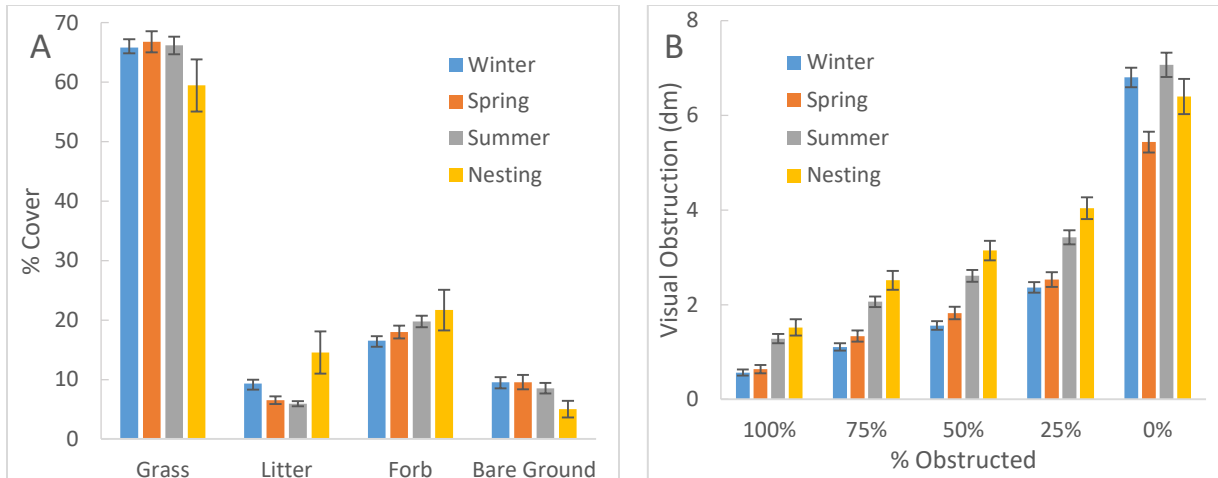 A
% Cover
70
60
50
40
30
20
10
0
Winter
Spring
Summer
Nesting
Grass Litter Forb Bare Ground
B
Visual Obstruction (dm)
8
6
4
2
0
Winter
Spring
Summer
Nesting
100% 75% 50% 25% 0%
% Obstructed